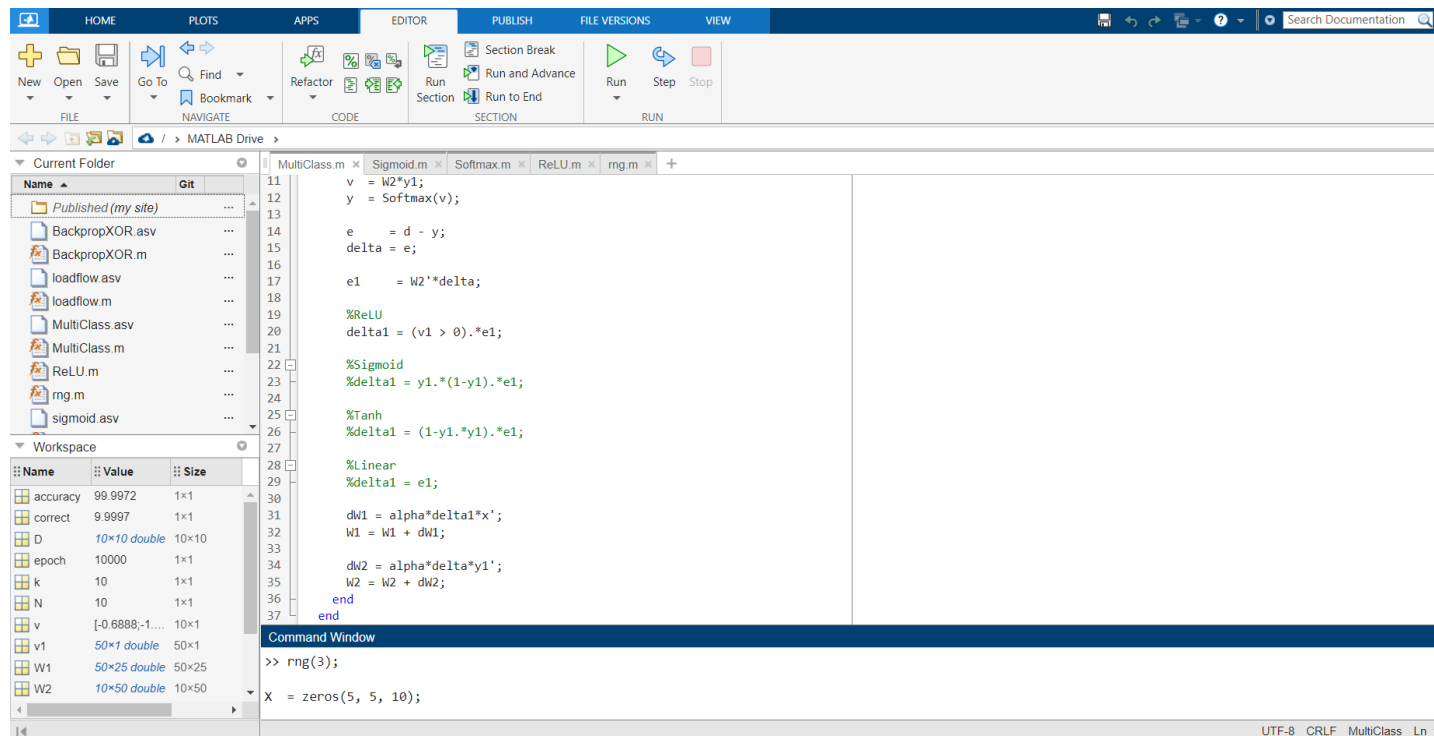 HOME PLOTS APPS EDITOR PUBLISH FILE VERSIONS VIEW Search Documentation
New Open Save Go To Find Bookmark Refactor Run Section Section Break Run and Advance Run to End Run Step Stop
FILE NAVIGATE CODE SECTION RUN
/ > MATLAB Drive >
Current Folder
Name Git
Published (my site) ...
BackpropXOR.asv ...
BackpropXOR.m ...
loadflow.asv ...
loadflow.m ...
MultiClass.asv ...
MultiClass.m ...
ReLU.m ...
rng.m ...
sigmoid.asv ...
Workspace
Name Value Size
accuracy 99.9972 1×1
correct 9.9997 1×1
D 10×10 double 10×10
epoch 10000 1×1
k 10 1×1
N 10 1×1
v [-0.6888;-1.... 10×1
v1 50×1 double 50×1
W1 50×25 double 50×25
W2 10×50 double 10×50
MultiClass.m × Sigmoid.m × Softmax.m × ReLU.m × rng.m × +
11 v = W2*y1;
12 y = Softmax(v);
13
14 e = d - y;
15 delta = e;
16
17 e1 = W2'*delta;
18
19 %ReLU
20 delta1 = (v1 > 0).*e1;
21
22 %Sigmoid
23 %delta1 = y1.*(1-y1).*e1;
24
25 %Tanh
26 %delta1 = (1-y1.*y1).*e1;
27
28 %Linear
29 %delta1 = e1;
30
31 dW1 = alpha*delta1*x';
32 W1 = W1 + dW1;
33
34 dW2 = alpha*delta*y1';
35 W2 = W2 + dW2;
36 end
37 end
Command Window
>> rng(3);
X = zeros(5, 5, 10);
UTF-8 CRLF MultiClass Ln